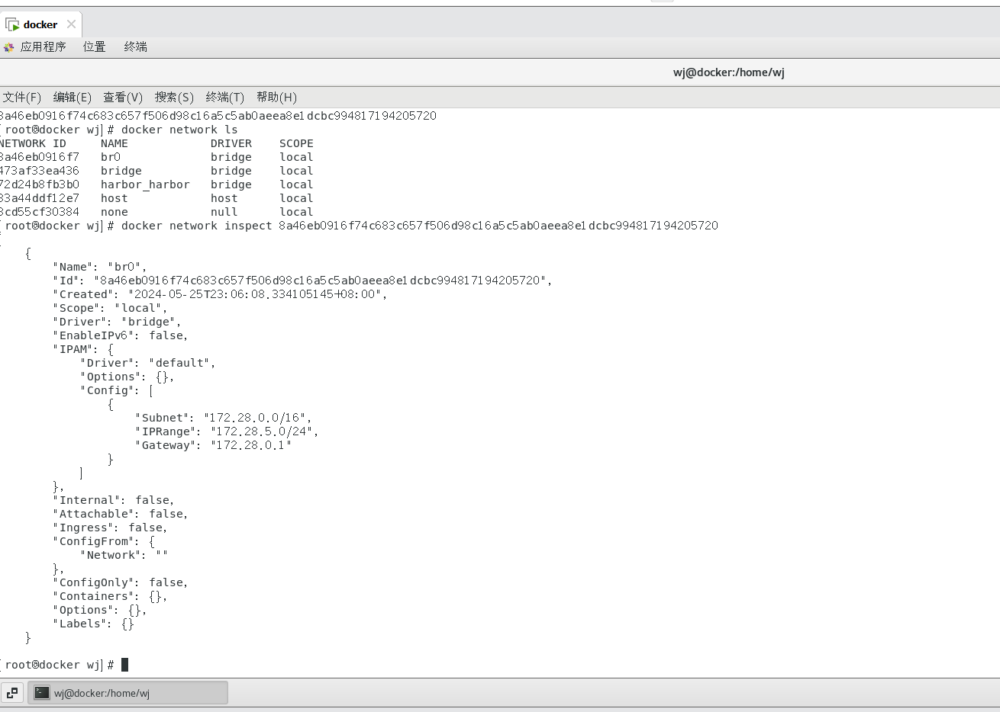 docker
应用程序 位置 终端
wj@docker:/home/wj
文件(F) 编辑(E) 查看(V) 搜索(S) 终端(T) 帮助(H)
8a46eb0916f74c683c657f506d98c16a5c5ab0aeea8e1dcbc994817194205720
[root@docker wj]# docker network ls
NETWORK ID NAME DRIVER SCOPE
8a46eb0916f7 br0 bridge local
473af33ea436 bridge bridge local
72d24b8fb3b0 harbor_harbor bridge local
83a44ddf12e7 host host local
8cd55cf30384 none null local
[root@docker wj]# docker network inspect 8a46eb0916f74c683c657f506d98c16a5c5ab0aeea8e1dcbc994817194205720
[
{
"Name": "br0",
"Id": "8a46eb0916f74c683c657f506d98c16a5c5ab0aeea8e1dcbc994817194205720",
"Created": "2024-05-25T23:06:08.334105145+08:00",
"Scope": "local",
"Driver": "bridge",
"EnableIPv6": false,
"IPAM": {
"Driver": "default",
"Options": {},
"Config": [
{
"Subnet": "172.28.0.0/16",
"IPRange": "172.28.5.0/24",
"Gateway": "172.28.0.1"
}
]
},
"Internal": false,
"Attachable": false,
"Ingress": false,
"ConfigFrom": {
"Network": ""
},
"ConfigOnly": false,
"Containers": {},
"Options": {},
"Labels": {}
}
[root@docker wj]#
wj@docker:/home/wj